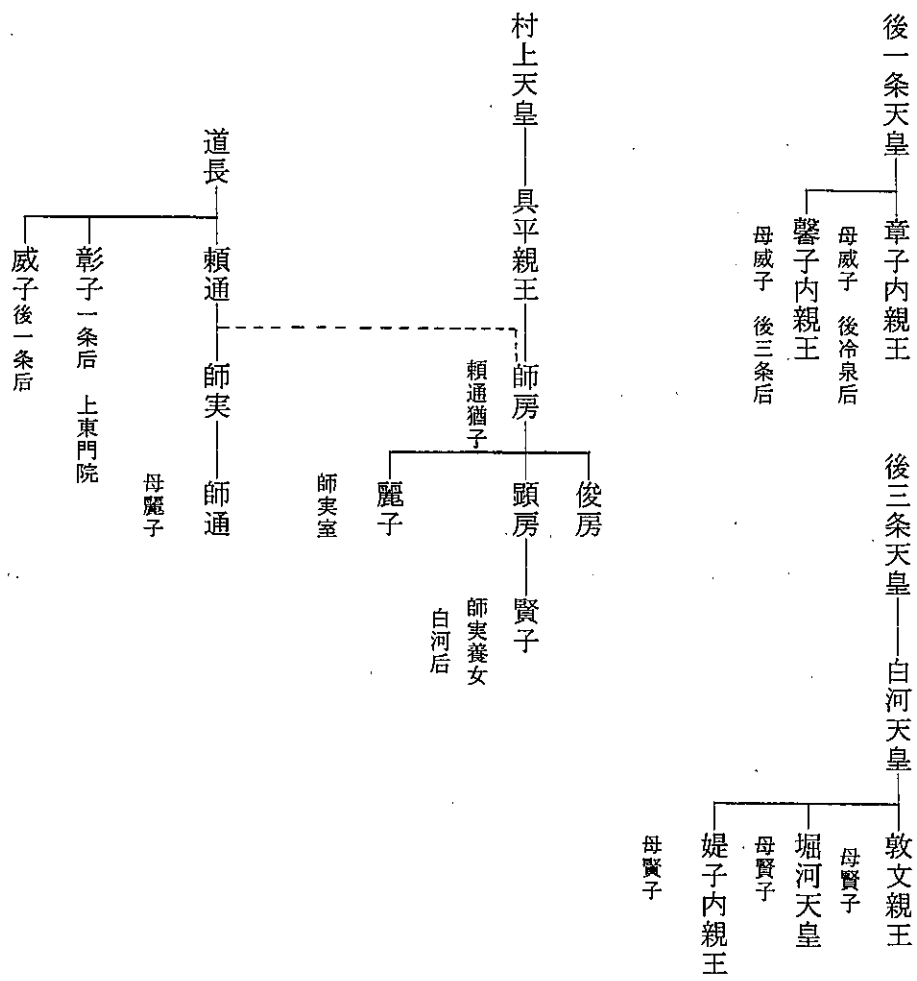 後一条天皇
章子内親王
母威子 後冷泉后
馨子内親王
母威子 後三条后
後三条天皇
白河天皇
敦文親王
母賢子
堀河天皇
母賢子
媞子内親王
母賢子
村上天皇
具平親王
師房
頼通猶子
俊房
顕房
麗子
師実室
賢子
師実養女
白河后
道長
頼通
彰子 一条后 上東門院
威子 後一条后
師実
師通
母麗子